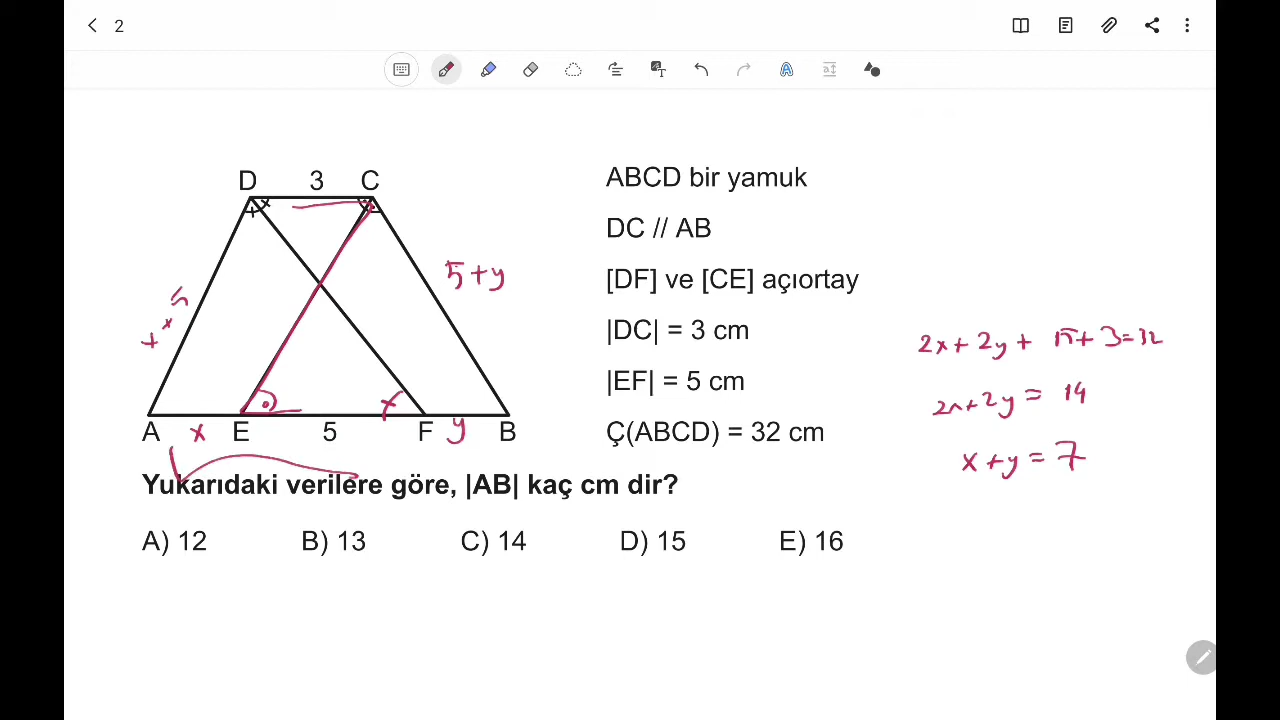 2
D 3 C
ABCD bir yamuk
DC // AB
[DF] ve [CE] açıortay
|DC| = 3 cm
|EF| = 5 cm
Ç(ABCD) = 32 cm
5+y
x+5
2x+2y+15+3=32
2x+2y=14
x+y=7
A x E 5 F y B
Yukarıdaki verilere göre, |AB| kaç cm dir?
A) 12 B) 13 C) 14 D) 15 E) 16